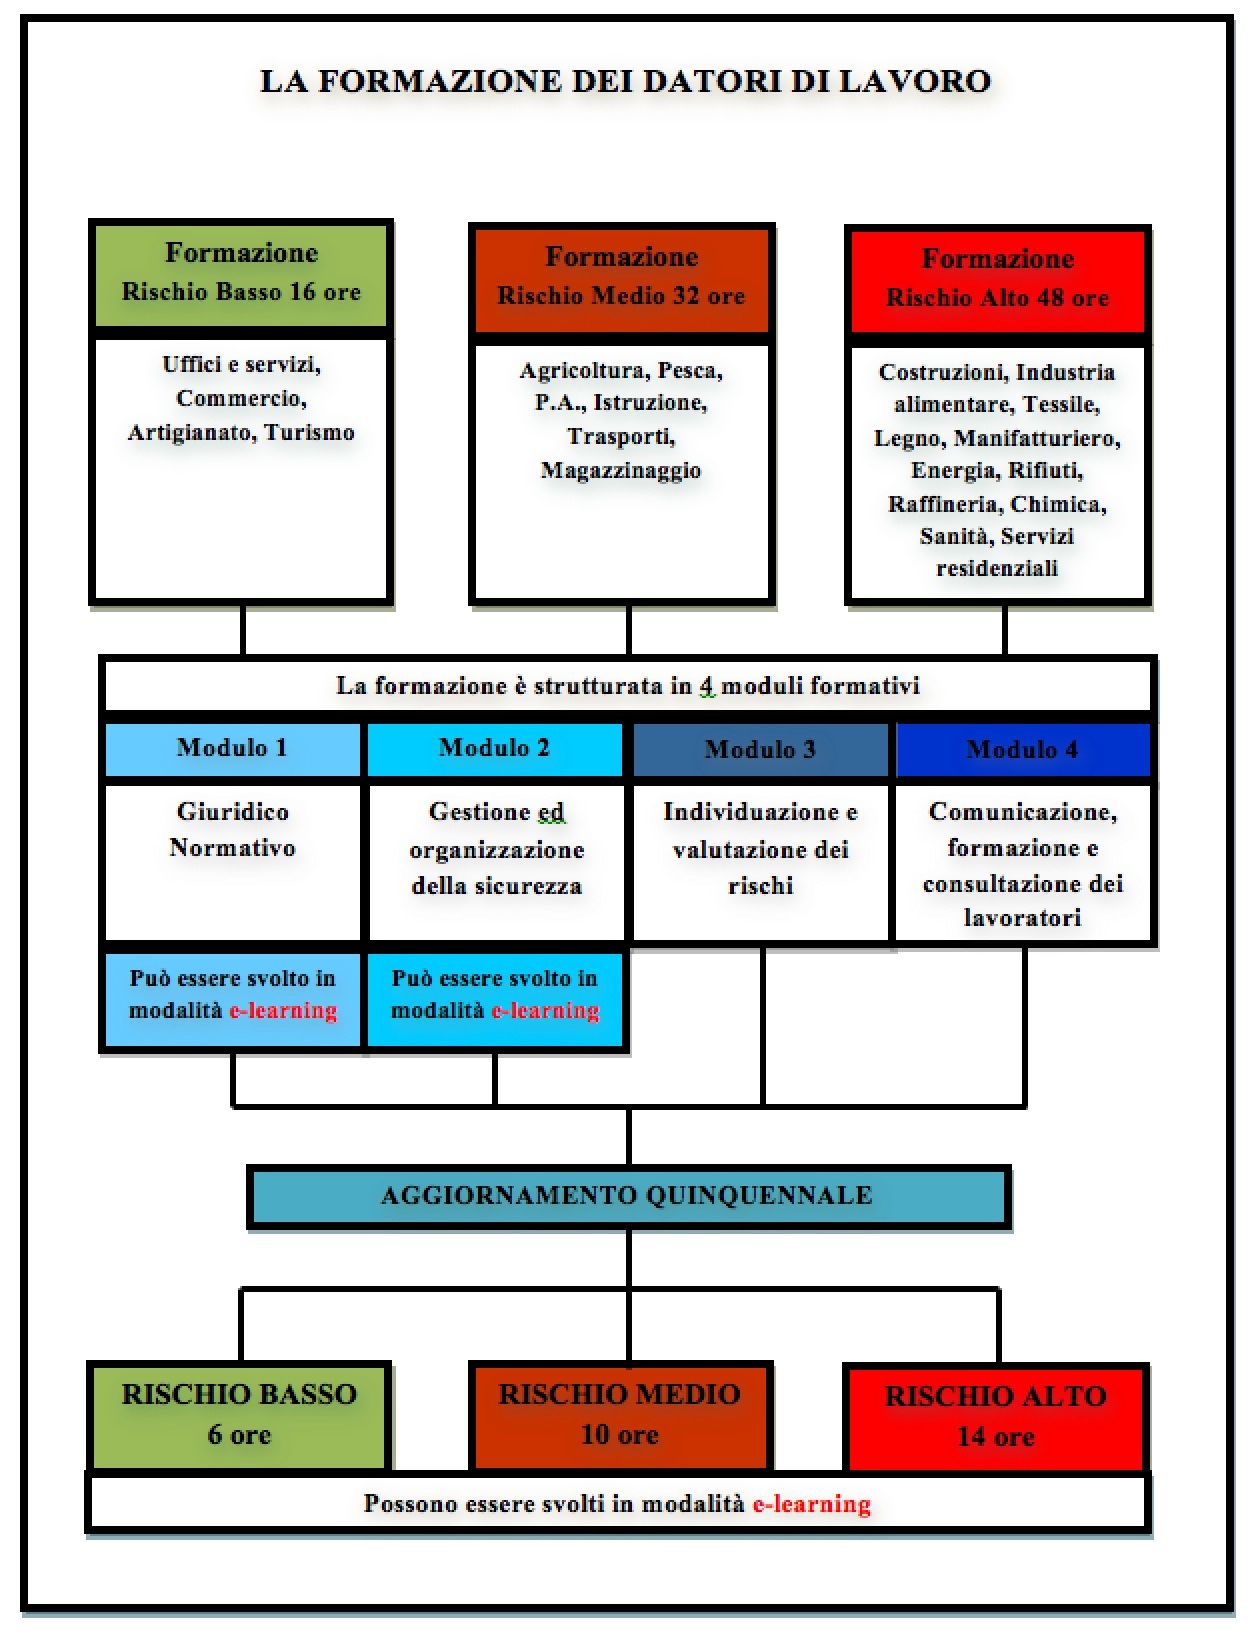 LA FORMAZIONE DEI DATORI DI LAVORO
Formazione
Rischio Basso 16 ore
Uffici e servizi,
Commercio,
Artigianato, Turismo
Formazione
Rischio Medio 32 ore
Agricoltura, Pesca,
P.A., Istruzione,
Trasporti,
Magazzinaggio
Formazione
Rischio Alto 48 ore
Costruzioni, Industria
alimentare, Tessile,
Legno, Manifatturiero,
Energia, Rifiuti,
Raffineria, Chimica,
Sanità, Servizi
residenziali
La formazione è strutturata in 4 moduli formativi
Modulo 1
Giuridico
Normativo
Può essere svolto in
modalità e-learning
Modulo 2
Gestione ed
organizzazione
della sicurezza
Può essere svolto in
modalità e-learning
Modulo 3
Individuazione e
valutazione dei
rischi
Modulo 4
Comunicazione,
formazione e
consultazione dei
lavoratori
AGGIORNAMENTO QUINQUENNALE
RISCHIO BASSO
6 ore
RISCHIO MEDIO
10 ore
RISCHIO ALTO
14 ore
Possono essere svolti in modalità e-learning